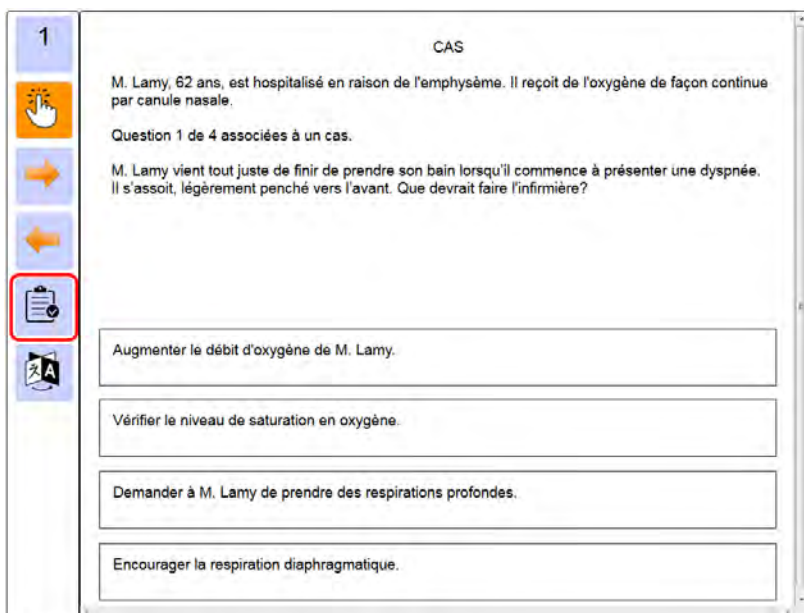 1
CAS
M. Lamy, 62 ans, est hospitalisé en raison de l'emphysème. Il reçoit de l'oxygène de façon continue
par canule nasale.
Question 1 de 4 associées à un cas.
M. Lamy vient tout juste de finir de prendre son bain lorsqu'il commence à présenter une dyspnée.
Il s'assoit, légèrement penché vers l'avant. Que devrait faire l'infirmière?
Augmenter le débit d'oxygène de M. Lamy.
Vérifier le niveau de saturation en oxygène.
Demander à M. Lamy de prendre des respirations profondes.
Encourager la respiration diaphragmatique.
A